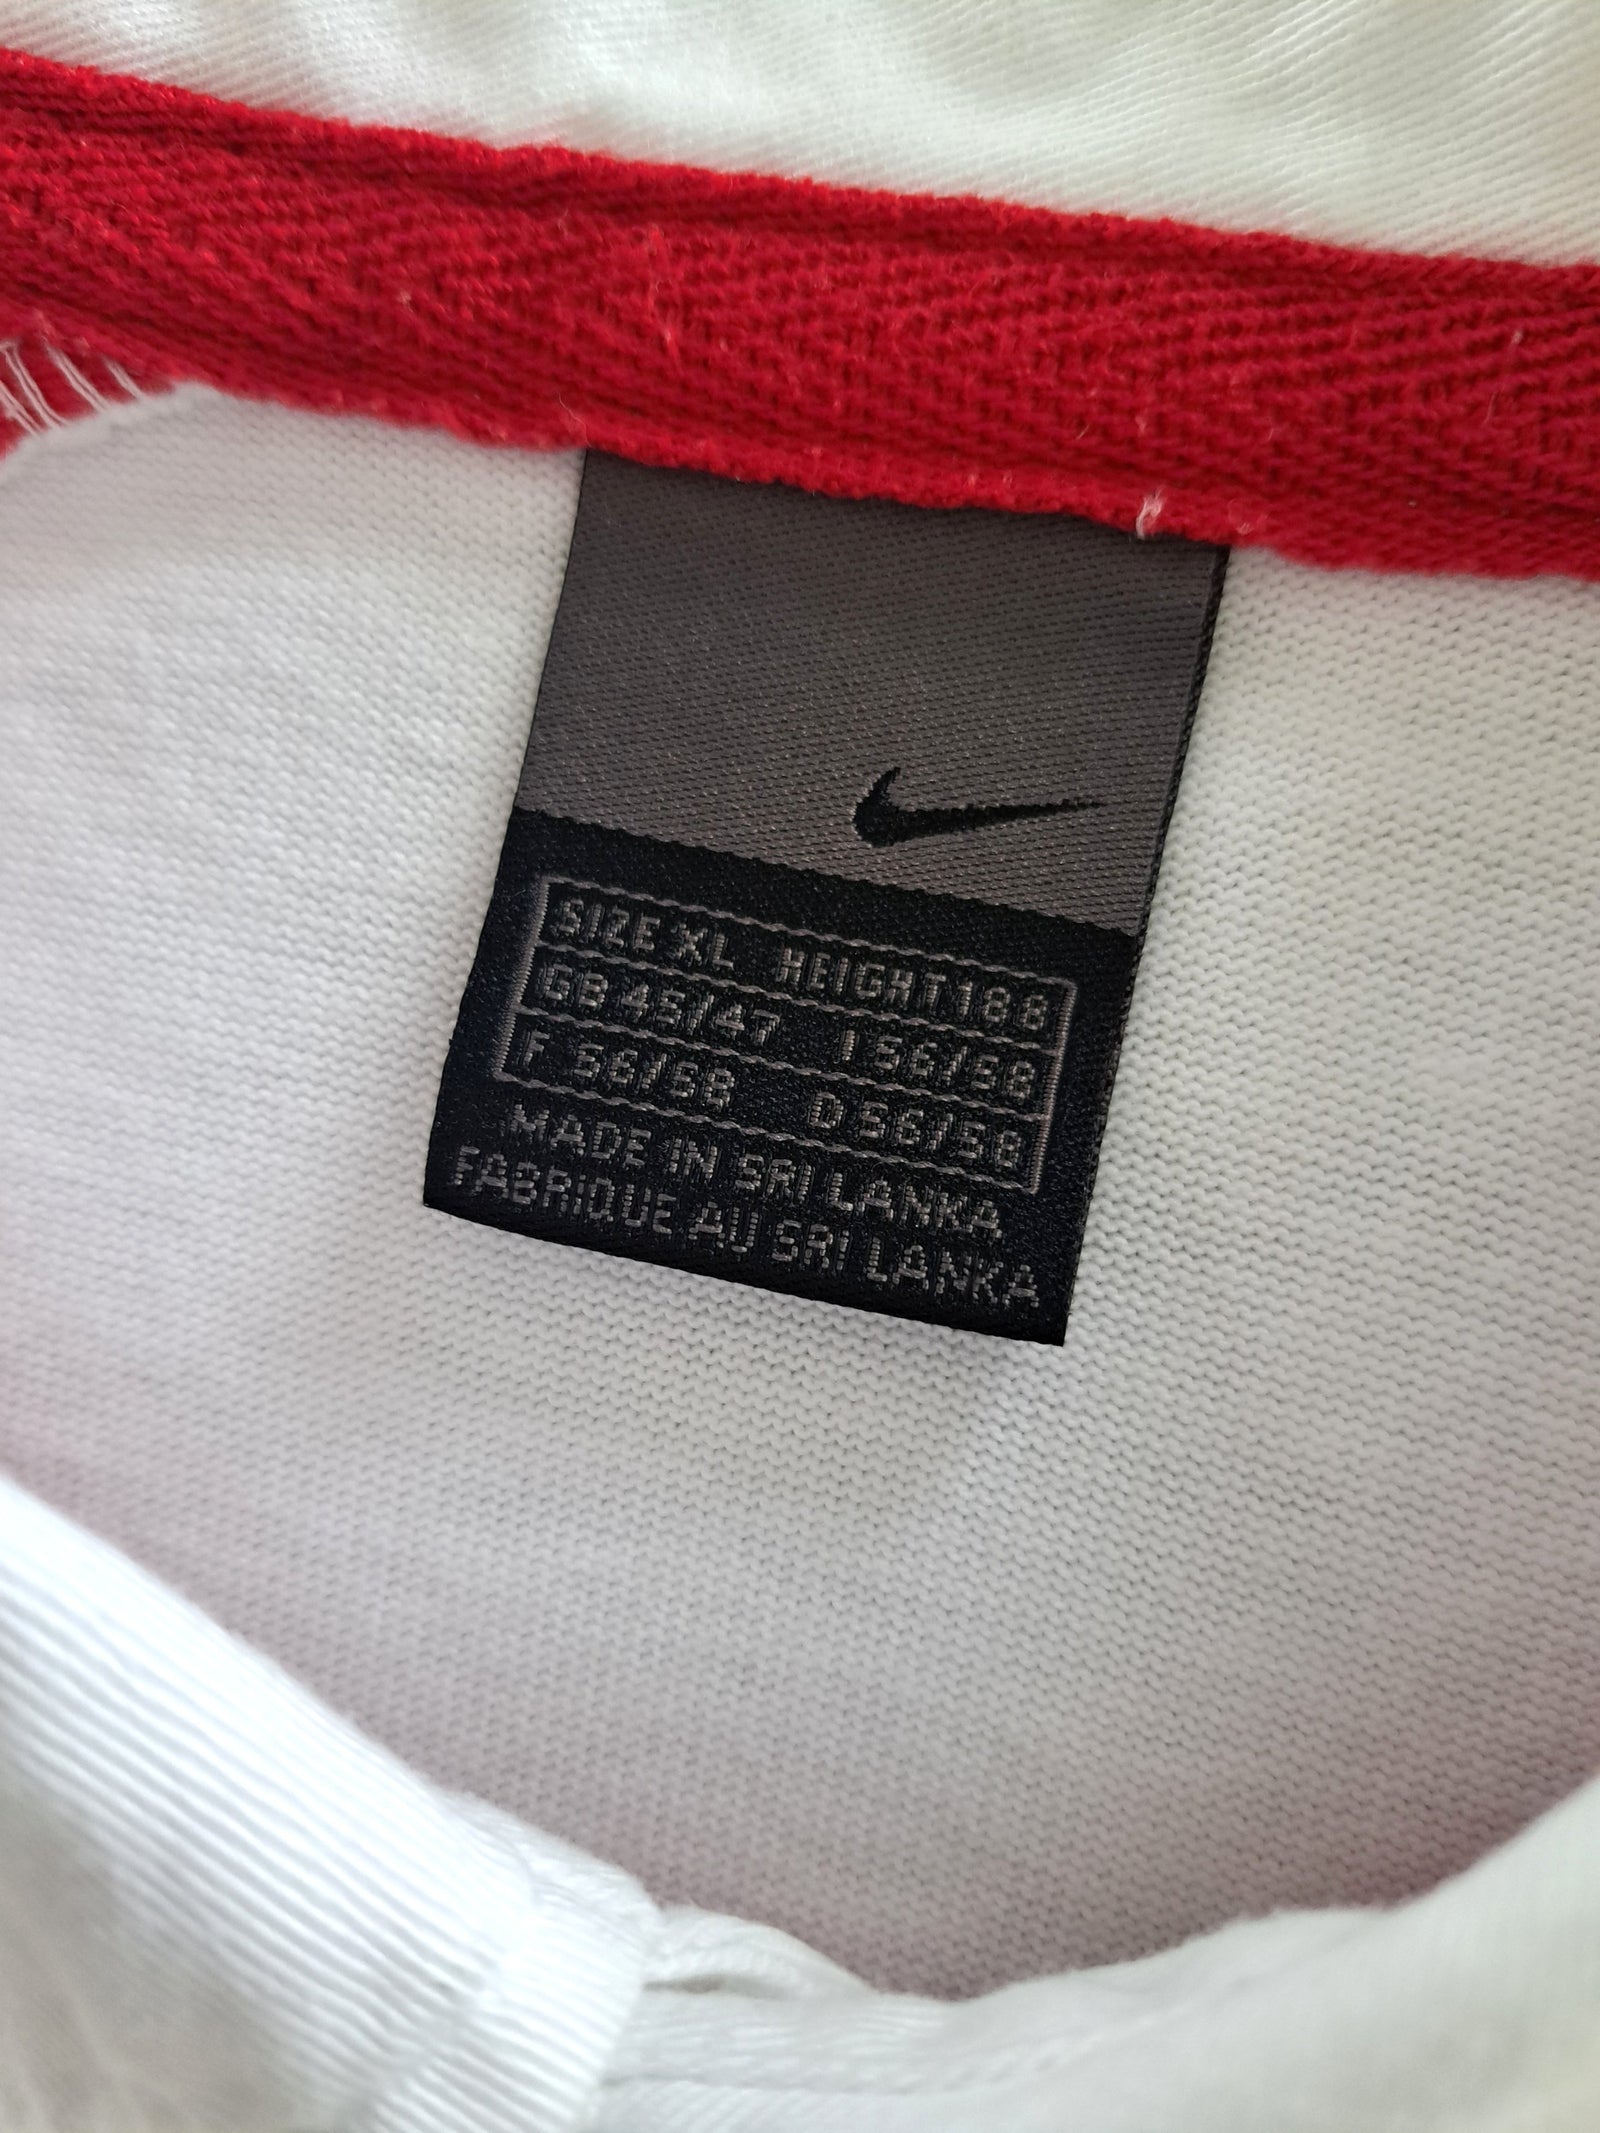 SIZE XL HEIGHT 188
GB 45/47 I 56/58
F 56/58 D 56/58
MADE IN SRI LANKA
FABRIQUE AU SRI LANKA